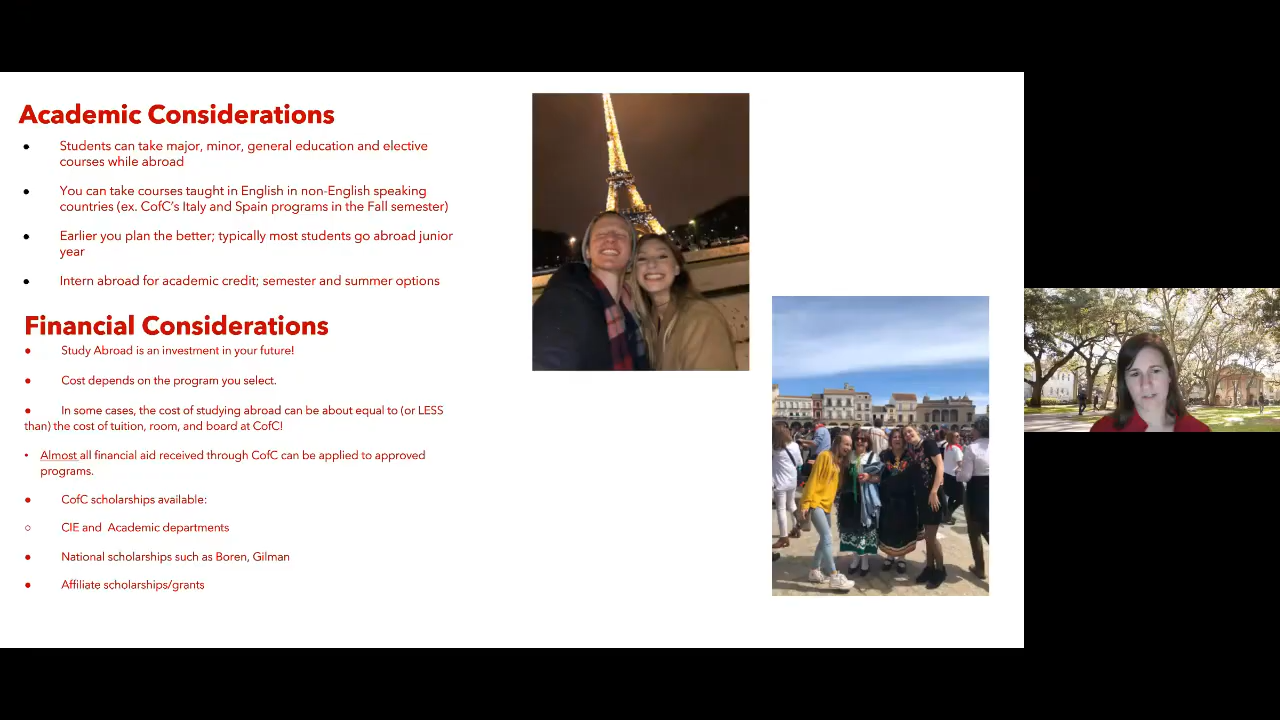 Academic Considerations
● Students can take major, minor, general education and elective
courses while abroad
● You can take courses taught in English in non-English speaking
countries (ex. CofC's Italy and Spain programs in the Fall semester)
● Earlier you plan the better; typically most students go abroad junior
year
● Intern abroad for academic credit; semester and summer options
Financial Considerations
● Study Abroad is an investment in your future!
● Cost depends on the program you select.
● In some cases, the cost of studying abroad can be about equal to (or LESS
than) the cost of tuition, room, and board at CofC!
• Almost all financial aid received through CofC can be applied to approved
programs.
● CofC scholarships available:
○ CIE and Academic departments
● National scholarships such as Boren, Gilman
● Affiliate scholarships/grants